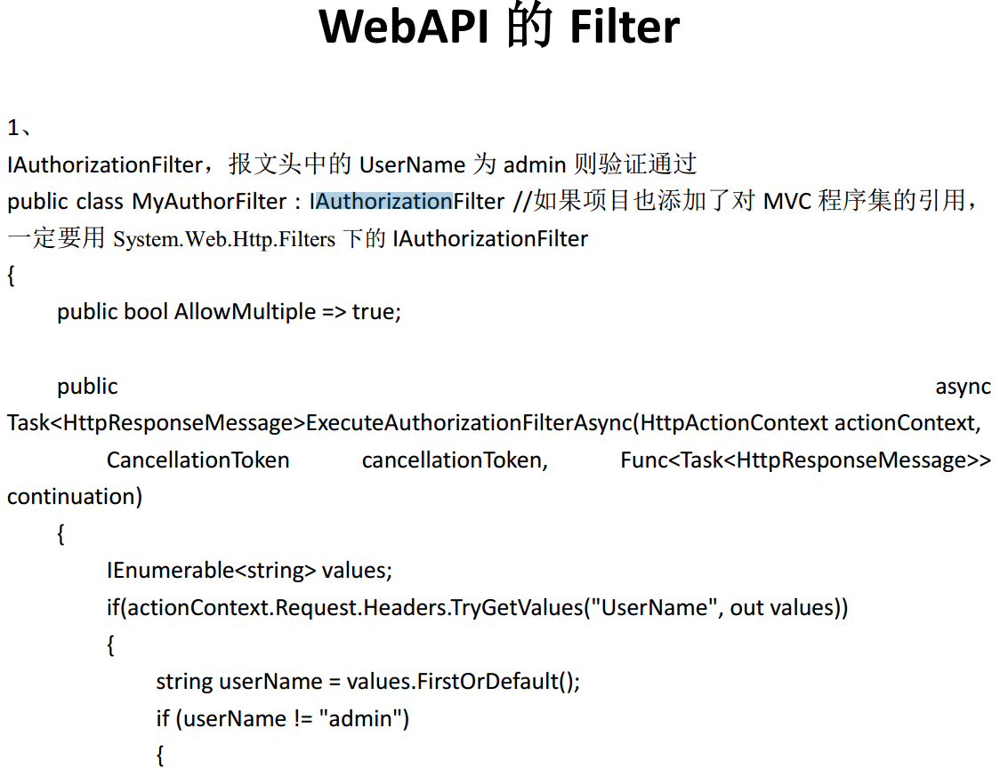 WebAPI 的 Filter
1、
IAuthorizationFilter，报文头中的 UserName 为 admin 则验证通过
public class MyAuthorFilter : IAuthorizationFilter //如果项目也添加了对 MVC 程序集的引用，
一定要用 System.Web.Http.Filters 下的 IAuthorizationFilter
{
public bool AllowMultiple => true;
public async
Task<HttpResponseMessage>ExecuteAuthorizationFilterAsync(HttpActionContext actionContext,
CancellationToken cancellationToken, Func<Task<HttpResponseMessage>>
continuation)
{
IEnumerable<string> values;
if(actionContext.Request.Headers.TryGetValues("UserName", out values))
{
string userName = values.FirstOrDefault();
if (userName != "admin")
{